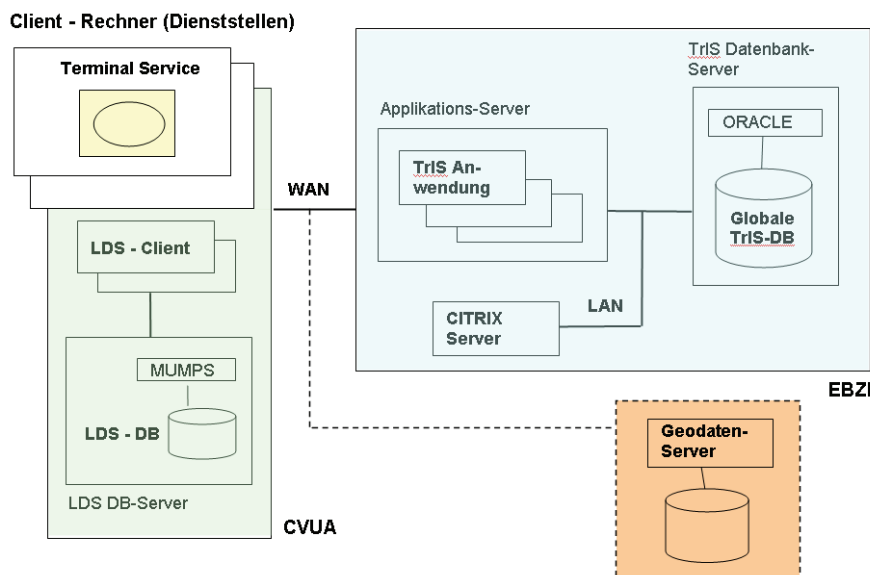 Client - Rechner (Dienststellen)
Terminal Service
WAN
LDS - Client
MUMPS
LDS - DB
LDS DB-Server
CVUA
Applikations-Server
TrIS An-
wendung
CITRIX
Server
LAN
TrIS Datenbank-
Server
ORACLE
Globale
TrIS-DB
Geodaten-
Server